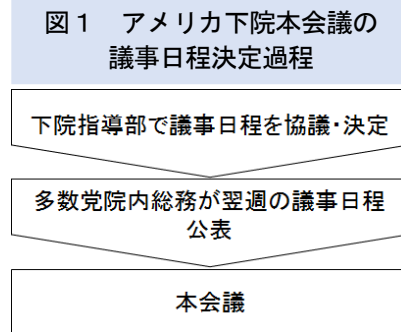 図１　アメリカ下院本会議の
議事日程決定過程
下院指導部で議事日程を協議・決定
多数党院内総務が翌週の議事日程
公表
本会議